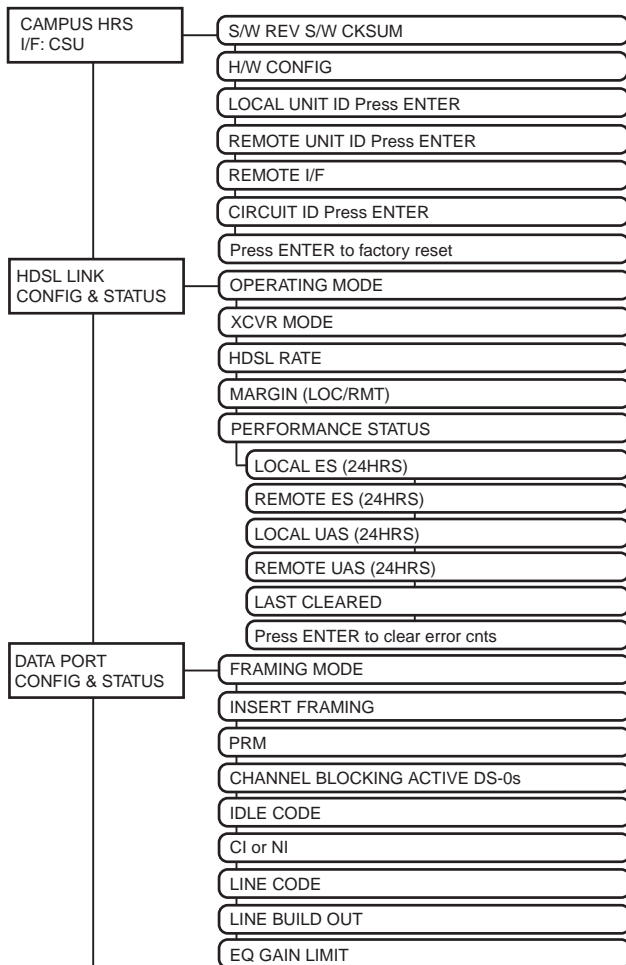 CAMPUS HRS
I/F: CSU
S/W REV S/W CKSUM
H/W CONFIG
LOCAL UNIT ID Press ENTER
REMOTE UNIT ID Press ENTER
REMOTE I/F
CIRCUIT ID Press ENTER
Press ENTER to factory reset
HDSL LINK
CONFIG & STATUS
OPERATING MODE
XCVR MODE
HDSL RATE
MARGIN (LOC/RMT)
PERFORMANCE STATUS
LOCAL ES (24HRS)
REMOTE ES (24HRS)
LOCAL UAS (24HRS)
REMOTE UAS (24HRS)
LAST CLEARED
Press ENTER to clear error cnts
DATA PORT
CONFIG & STATUS
FRAMING MODE
INSERT FRAMING
PRM
CHANNEL BLOCKING ACTIVE DS-0s
IDLE CODE
CI or NI
LINE CODE
LINE BUILD OUT
EQ GAIN LIMIT